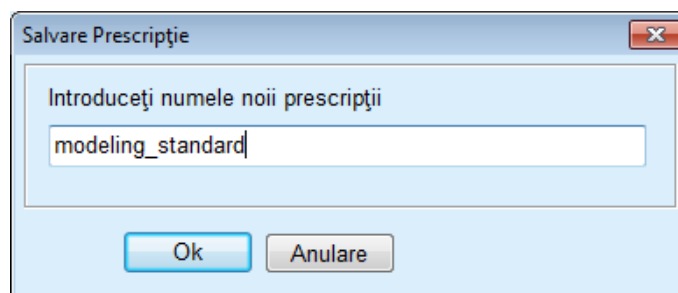 Salvare Prescripţie
Introduceţi numele noii prescripţii
modeling_standard
Ok
Anulare